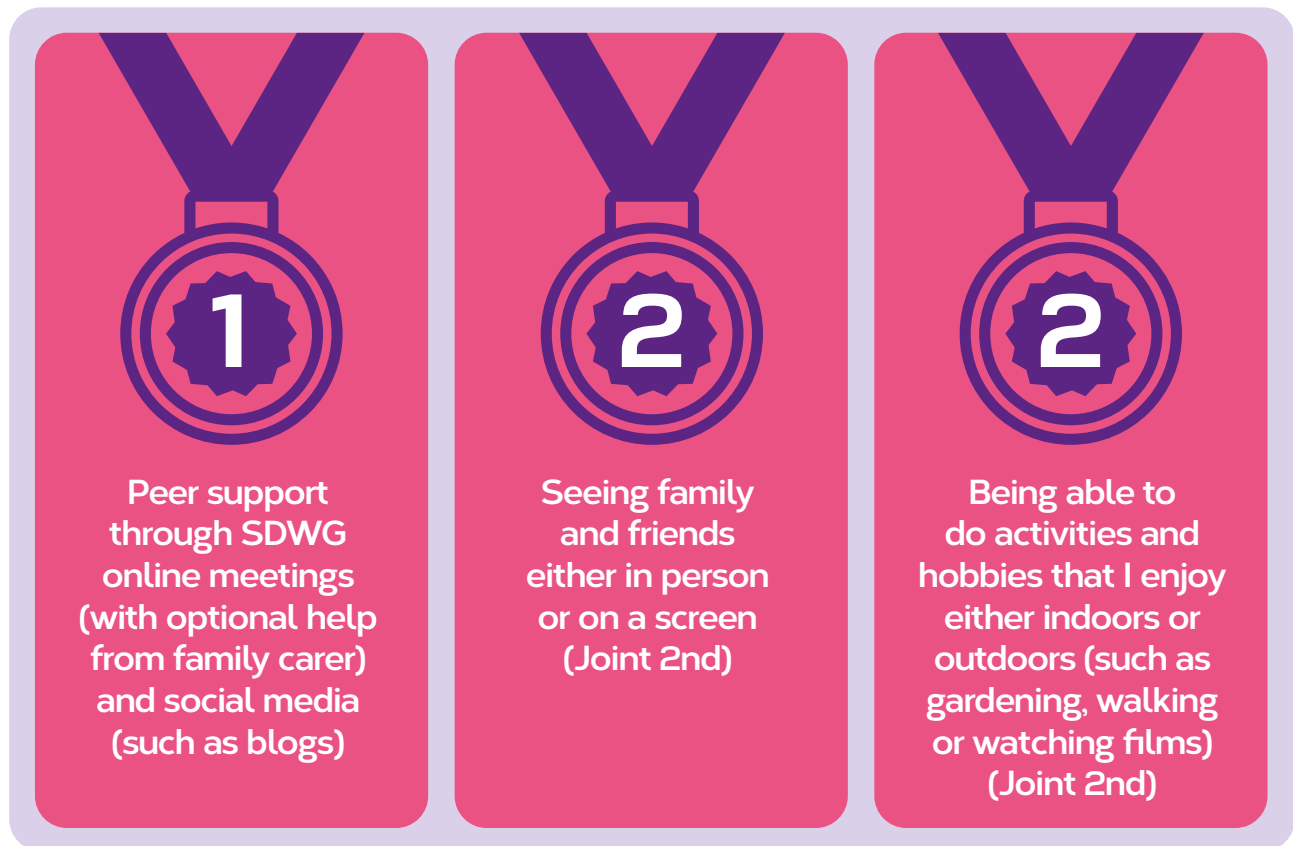 1
Peer support
through SDWG
online meetings
(with optional help
from family carer)
and social media
(such as blogs)
2
Seeing family
and friends
either in person
or on a screen
(Joint 2nd)
2
Being able to
do activities and
hobbies that I enjoy
either indoors or
outdoors (such as
gardening, walking
or watching films)
(Joint 2nd)